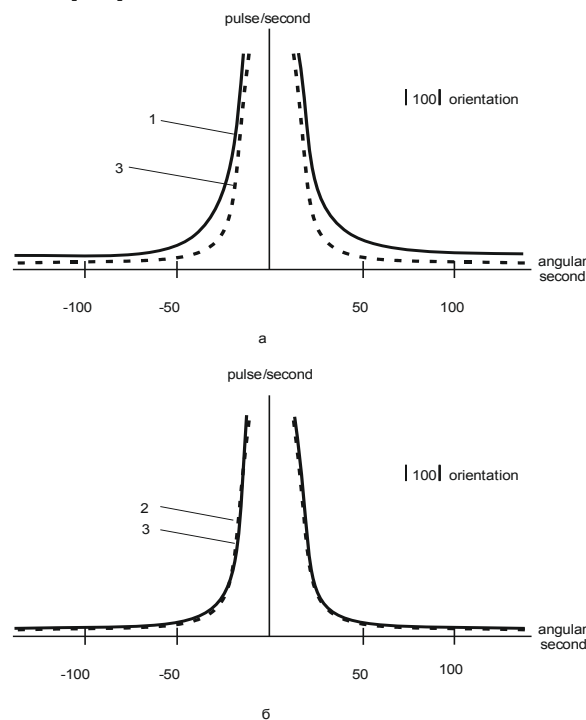 pulse/second
|100| orientation
1
3
angular
second
-100 -50 50 100
а
pulse/second
|100| orientation
2
3
angular
second
-100 -50 50 100
б